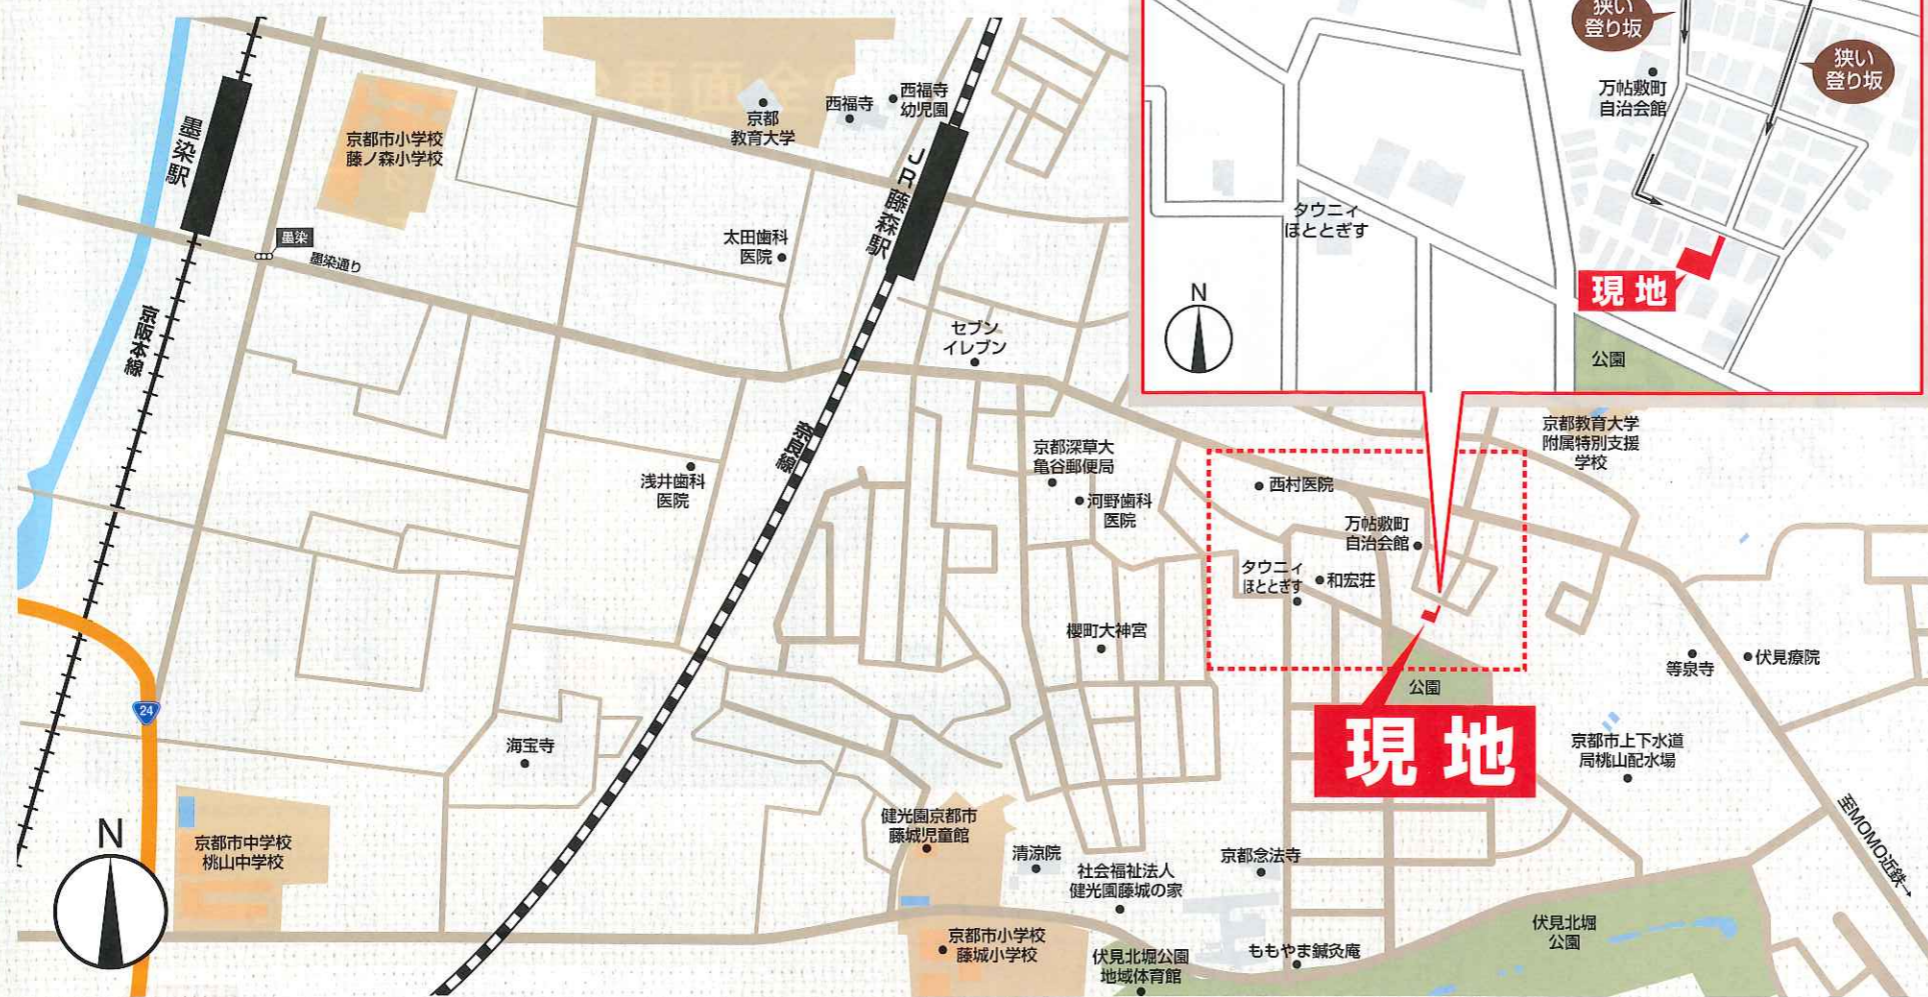 狭い
登り坂
狭い
登り坂
万帖敷町
自治会館
タウニィ
ほととぎす
現地
N
公園
墨染駅
京都市小学校
藤ノ森小学校
京都
教育大学
西福寺
西福寺
幼児園
JR藤森駅
墨染
墨染通り
太田歯科
医院
京阪本線
セブン
イレブン
奈良線
浅井歯科
医院
京都深草大
亀谷郵便局
河野歯科
医院
西村医院
京都教育大学
附属特別支援
学校
万帖敷町
自治会館
タウニィ
ほととぎす
和宏荘
櫻町大神宮
公園
現地
等泉寺
伏見療院
24
海宝寺
京都市上下水道
局桃山配水場
至MOMO近鉄→
N
京都市中学校
桃山中学校
健光園京都市
藤城児童館
清涼院
社会福祉法人
健光園藤城の家
京都念法寺
京都市小学校
藤城小学校
伏見北堀公園
地域体育館
ももやま鍼灸庵
伏見北堀
公園